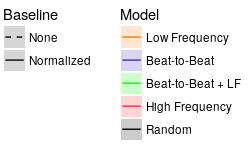 Baseline
None
Normalized
Model
Low Frequency
Beat-to-Beat
Beat-to-Beat + LF
High Frequency
Random